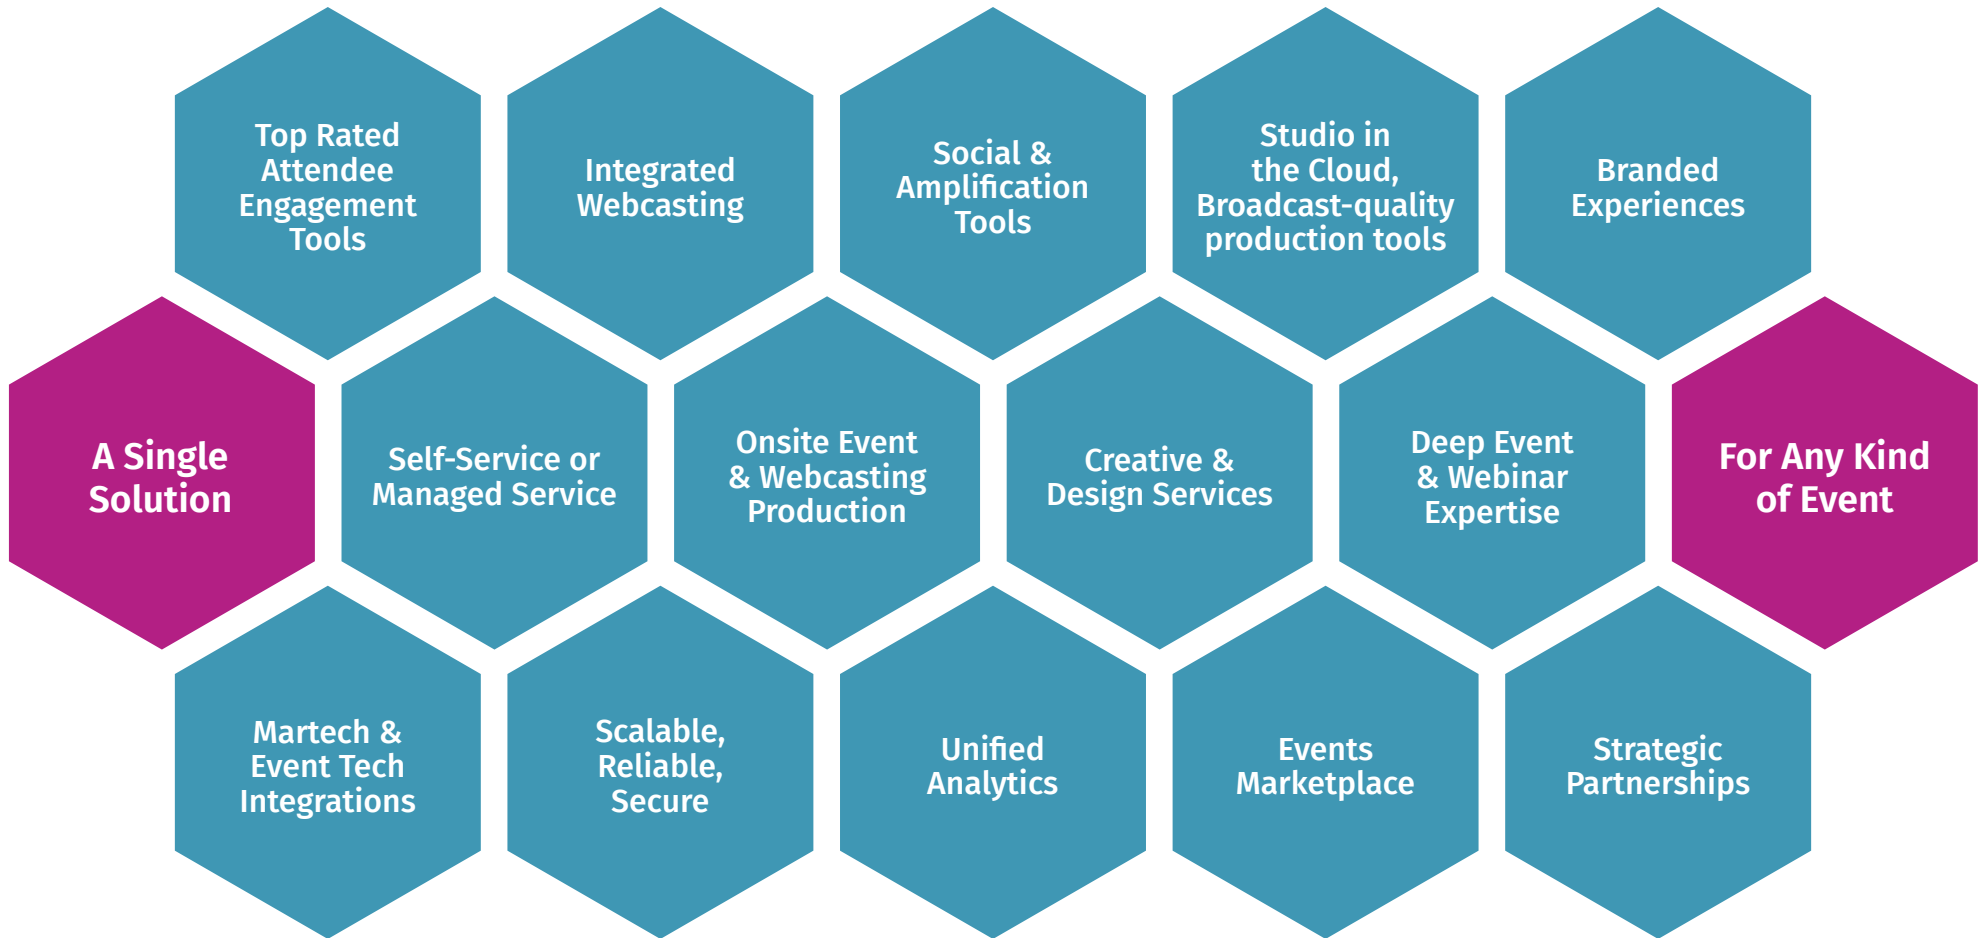 Top Rated
Attendee
Engagement
Tools
Integrated
Webcasting
Social &
Amplification
Tools
Studio in
the Cloud,
Broadcast-quality
production tools
Branded
Experiences
A Single
Solution
Self-Service or
Managed Service
Onsite Event
& Webcasting
Production
Creative &
Design Services
Deep Event
& Webinar
Expertise
For Any Kind
of Event
Martech &
Event Tech
Integrations
Scalable,
Reliable,
Secure
Unified
Analytics
Events
Marketplace
Strategic
Partnerships